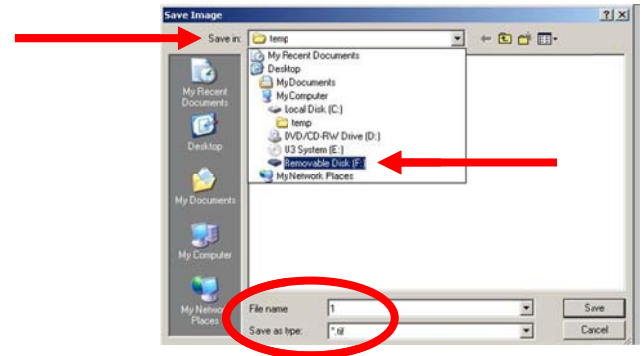 Save Image
Save in: temp
My Recent Documents
Desktop
My Documents
My Computer
Local Disk (C:)
temp
DVD/CD-RW Drive (D:)
U3 System (E:)
Removable Disk (F:)
My Network Places
My Recent
Documents
Desktop
My Documents
My Computer
My Network
Places
File name 1
Save as type: *.tif
Save
Cancel